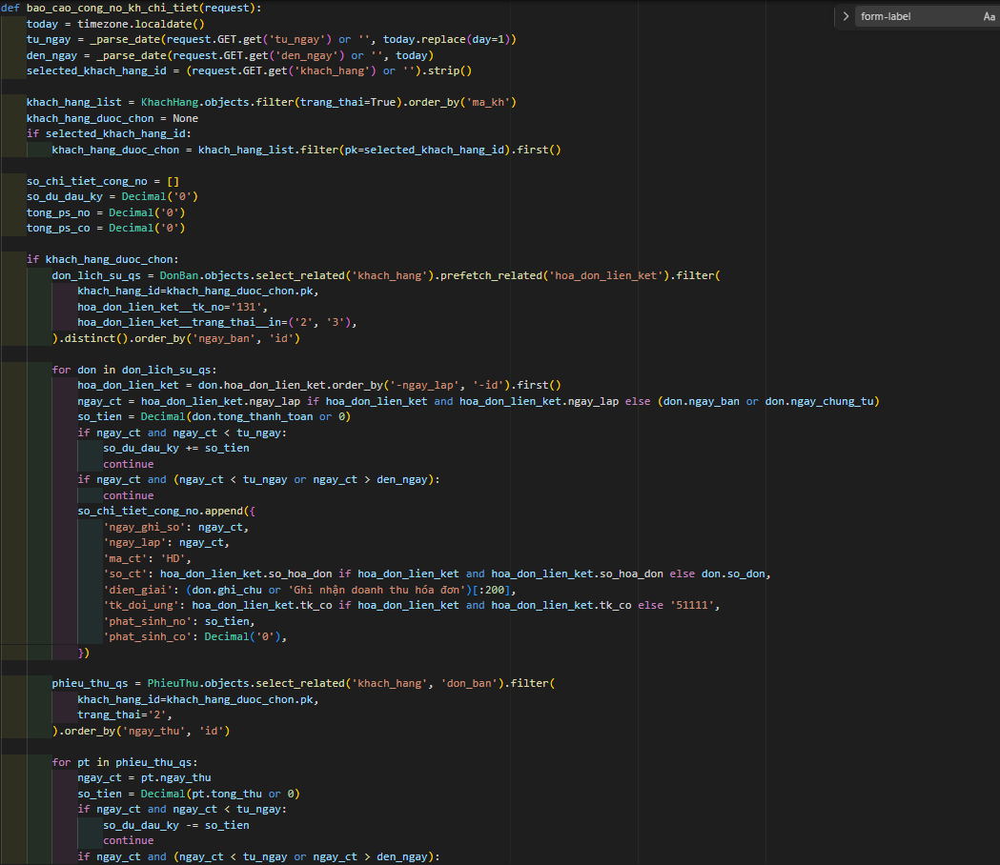 def bao_cao_cong_no_kh_chi_tiet(request):
    today = timezone.localdate()
    tu_ngay = _parse_date(request.GET.get('tu_ngay') or '', today.replace(day=1))
    den_ngay = _parse_date(request.GET.get('den_ngay') or '', today)
    selected_khach_hang_id = (request.GET.get('khach_hang') or '').strip()

    khach_hang_list = KhachHang.objects.filter(trang_thai=True).order_by('ma_kh')
    khach_hang_duoc_chon = None
    if selected_khach_hang_id:
        khach_hang_duoc_chon = khach_hang_list.filter(pk=selected_khach_hang_id).first()

    so_chi_tiet_cong_no = []
    so_du_dau_ky = Decimal('0')
    tong_ps_no = Decimal('0')
    tong_ps_co = Decimal('0')

    if khach_hang_duoc_chon:
        don_lich_su_qs = DonBan.objects.select_related('khach_hang').prefetch_related('hoa_don_lien_ket').filter(
            khach_hang_id=khach_hang_duoc_chon.pk,
            hoa_don_lien_ket__tk_no='131',
            hoa_don_lien_ket__trang_thai__in=('2', '3'),
        ).distinct().order_by('ngay_ban', 'id')

        for don in don_lich_su_qs:
            hoa_don_lien_ket = don.hoa_don_lien_ket.order_by('-ngay_lap', '-id').first()
            ngay_ct = hoa_don_lien_ket.ngay_lap if hoa_don_lien_ket and hoa_don_lien_ket.ngay_lap else (don.ngay_ban or don.ngay_chung_tu)
            so_tien = Decimal(don.tong_thanh_toan or 0)
            if ngay_ct and ngay_ct < tu_ngay:
                so_du_dau_ky += so_tien
                continue
            if ngay_ct and (ngay_ct < tu_ngay or ngay_ct > den_ngay):
                continue
            so_chi_tiet_cong_no.append({
                'ngay_ghi_so': ngay_ct,
                'ngay_lap': ngay_ct,
                'ma_ct': 'HD',
                'so_ct': hoa_don_lien_ket.so_hoa_don if hoa_don_lien_ket and hoa_don_lien_ket.so_hoa_don else don.so_don,
                'dien_giai': (don.ghi_chu or 'Ghi nhận doanh thu hóa đơn')[:200],
                'tk_doi_ung': hoa_don_lien_ket.tk_co if hoa_don_lien_ket and hoa_don_lien_ket.tk_co else '51111',
                'phat_sinh_no': so_tien,
                'phat_sinh_co': Decimal('0'),
            })

        phieu_thu_qs = PhieuThu.objects.select_related('khach_hang', 'don_ban').filter(
            khach_hang_id=khach_hang_duoc_chon.pk,
            trang_thai='2',
        ).order_by('ngay_thu', 'id')

        for pt in phieu_thu_qs:
            ngay_ct = pt.ngay_thu
            so_tien = Decimal(pt.tong_thu or 0)
            if ngay_ct and ngay_ct < tu_ngay:
                so_du_dau_ky -= so_tien
                continue
            if ngay_ct and (ngay_ct < tu_ngay or ngay_ct > den_ngay):
form-label
Aa